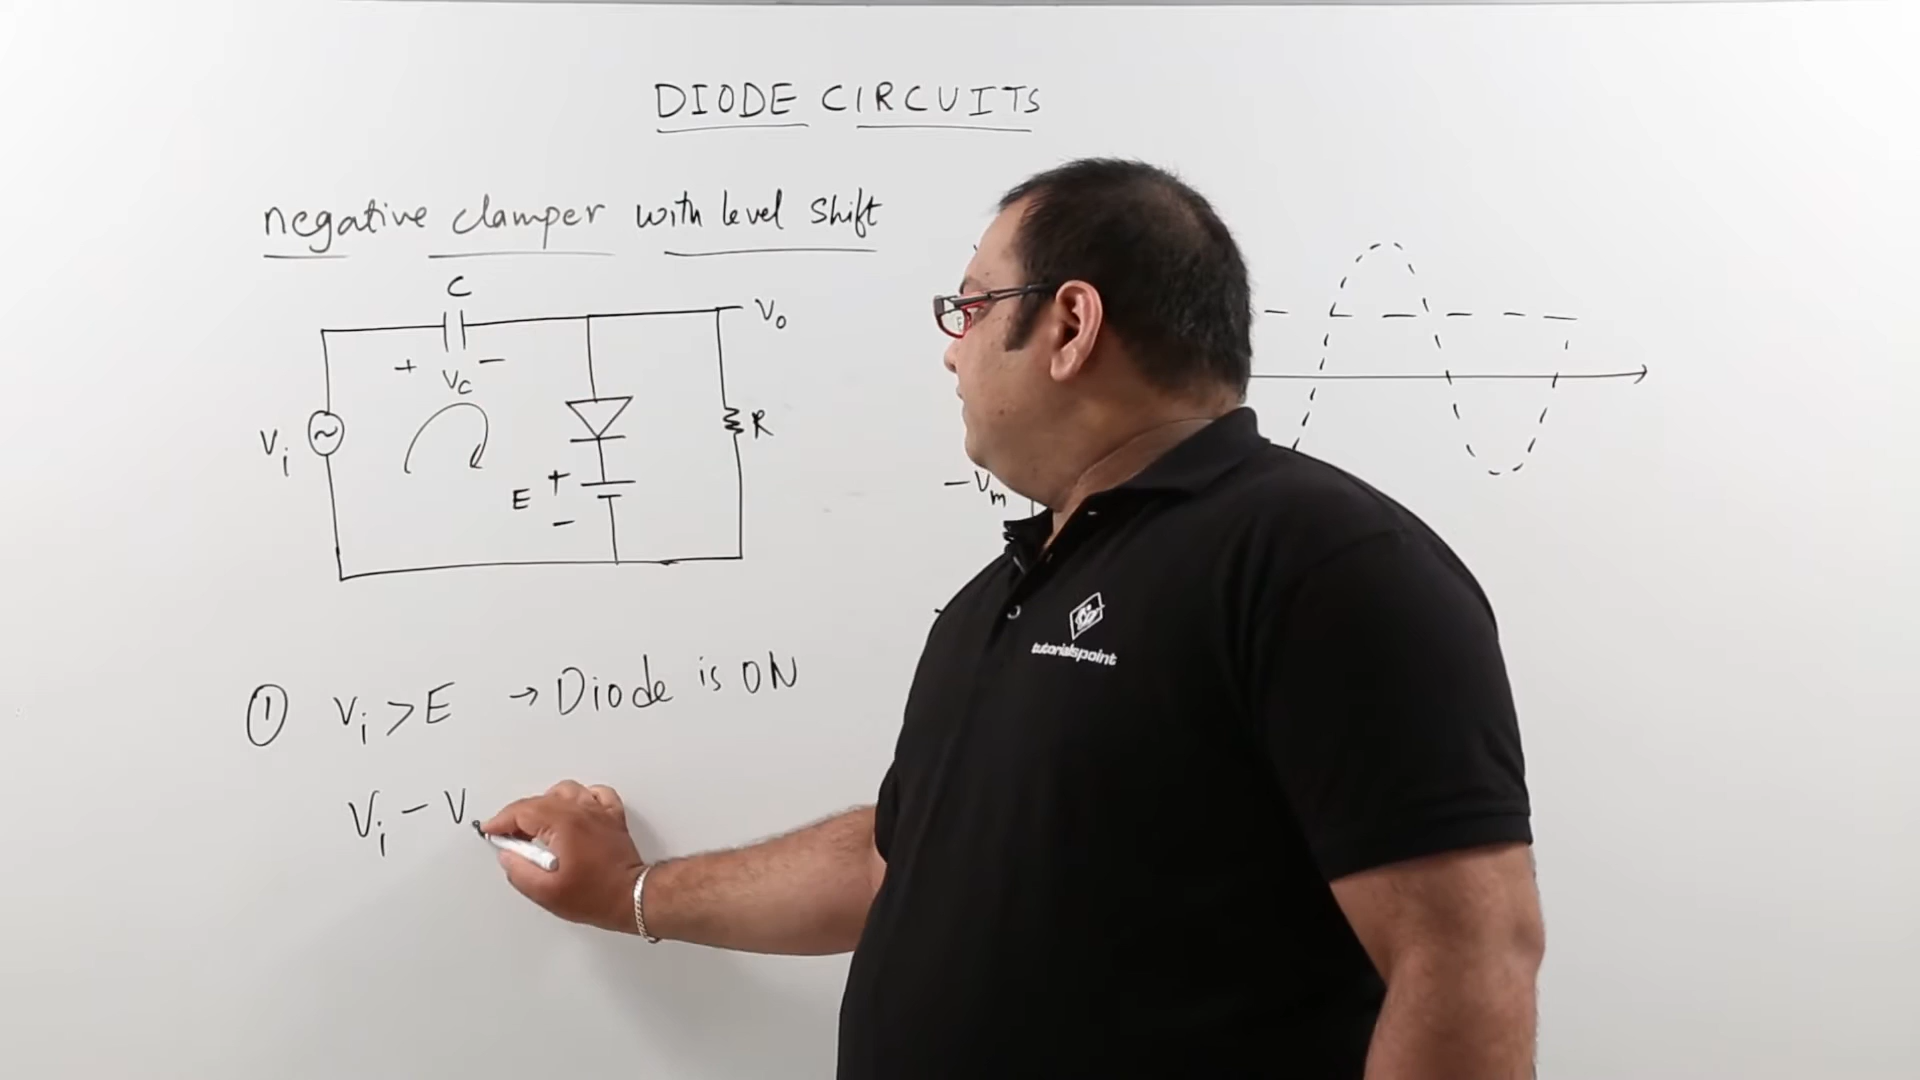 DIODE CIRCUITS
negative clamper with level shift
C
V₀
+ −
Vc
Vi
R
+
E
−
−Vm
① Vi > E → Diode is ON
Vi − V
tutorialspoint